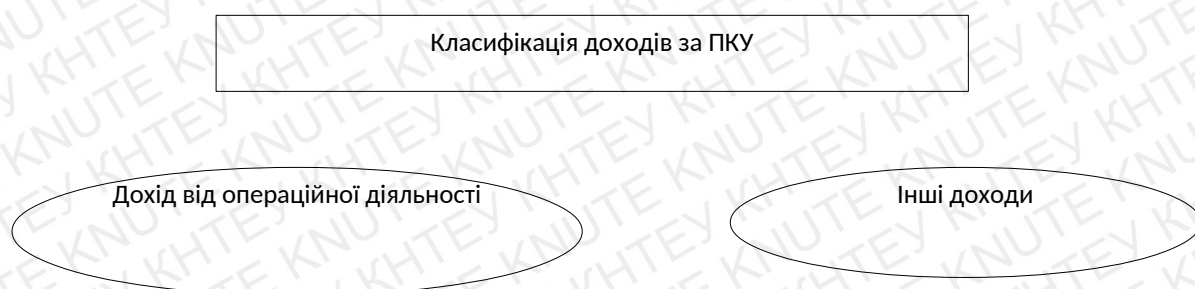 Класифікація доходів за ПКУ
Дохід від операційної діяльності
Інші доходи